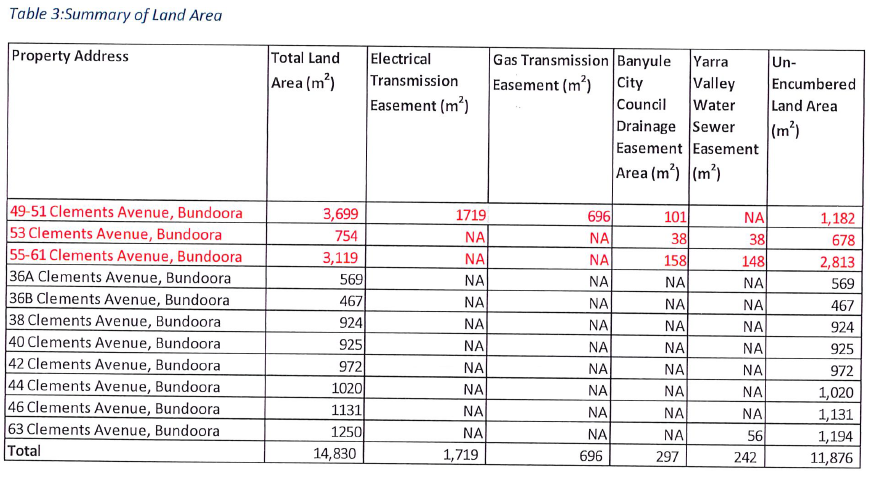 Table 3:Summary of Land Area
Property Address Total Land Area (m²) Electrical Transmission Easement (m²) Gas Transmission Easement (m²) Banyule City Council Drainage Easement Area (m²) Yarra Valley Water Sewer Easement (m²) Un-Encumbered Land Area (m²)
49-51 Clements Avenue, Bundoora 3,699 1719 696 101 NA 1,182
53 Clements Avenue, Bundoora 754 NA NA 38 38 678
55-61 Clements Avenue, Bundoora 3,119 NA NA 158 148 2,813
36A Clements Avenue, Bundoora 569 NA NA NA NA 569
36B Clements Avenue, Bundoora 467 NA NA NA NA 467
38 Clements Avenue, Bundoora 924 NA NA NA NA 924
40 Clements Avenue, Bundoora 925 NA NA NA NA 925
42 Clements Avenue, Bundoora 972 NA NA NA NA 972
44 Clements Avenue, Bundoora 1020 NA NA NA NA 1,020
46 Clements Avenue, Bundoora 1131 NA NA NA NA 1,131
63 Clements Avenue, Bundoora 1250 NA NA NA 56 1,194
Total 14,830 1,719 696 297 242 11,876